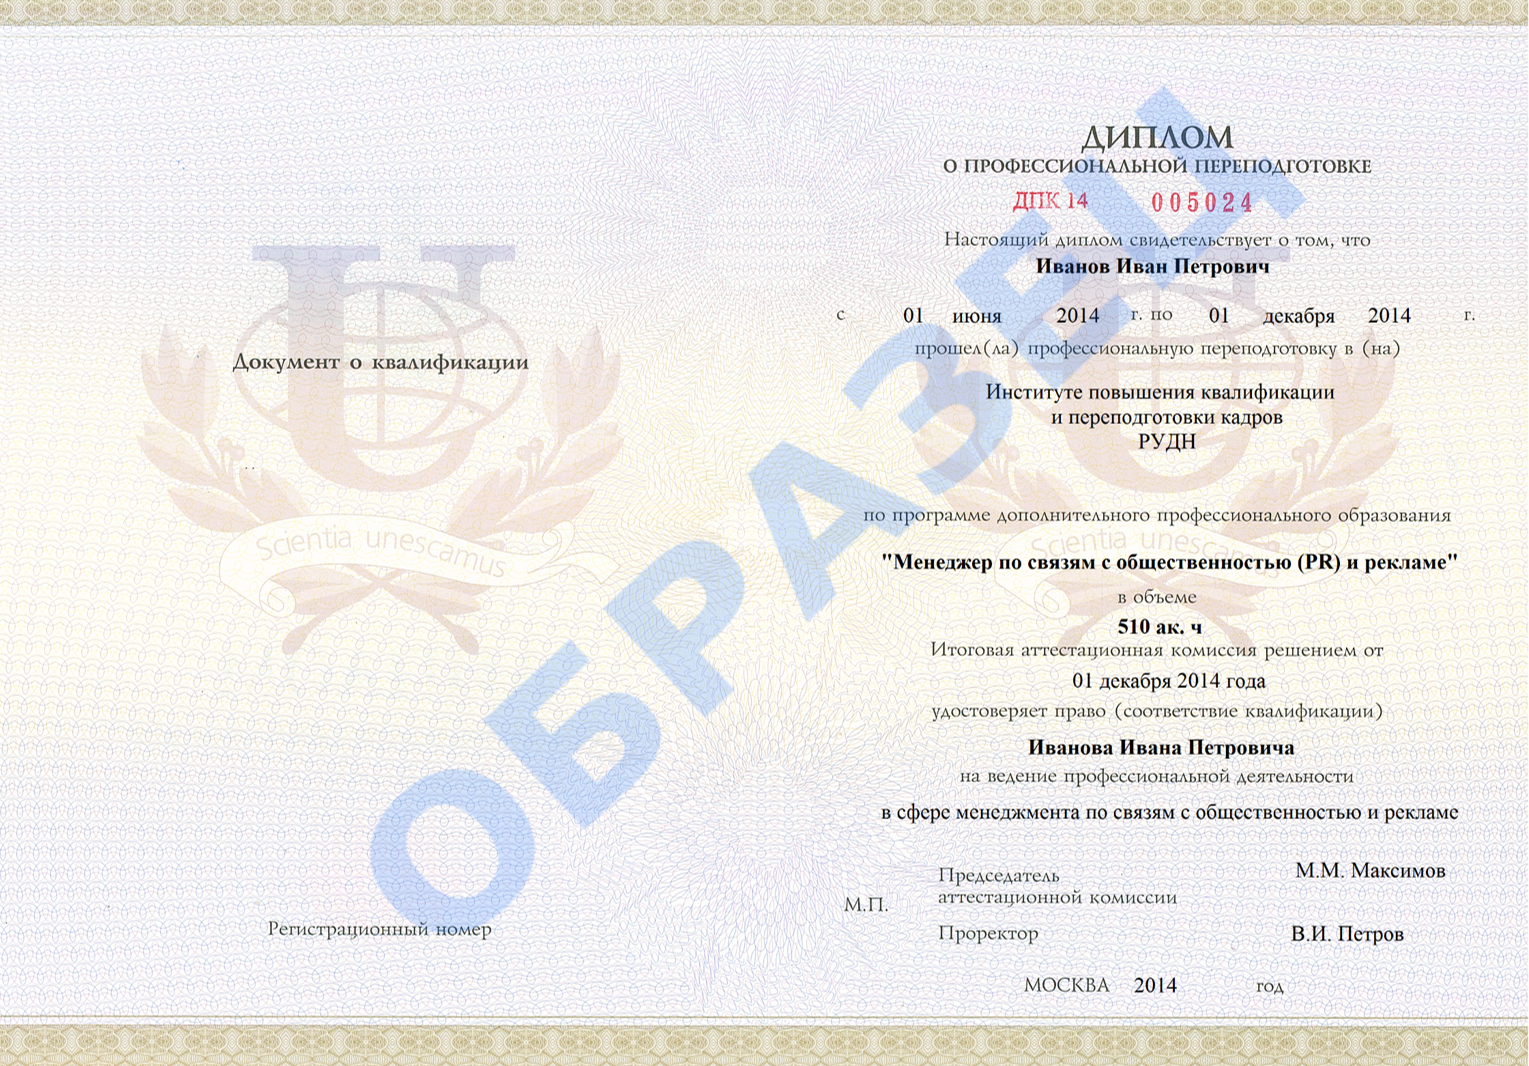 Документ о квалификации
Scientia unescamus
Регистрационный номер
ДИПЛОМ
О ПРОФЕССИОНАЛЬНОЙ ПЕРЕПОДГОТОВКЕ
ДПК 14 005024
Настоящий диплом свидетельствует о том, что
Иванов Иван Петрович
с 01 июня 2014 г. по 01 декабря 2014 г.
прошел(ла) профессиональную переподготовку в (на)
Институте повышения квалификации
и переподготовки кадров
РУДН
по программе дополнительного профессионального образования
Scientia unescamus
"Менеджер по связям с общественностью (PR) и рекламе"
в объеме
510 ак. ч
Итоговая аттестационная комиссия решением от
01 декабря 2014 года
удостоверяет право (соответствие квалификации)
Иванова Ивана Петровича
на ведение профессиональной деятельности
в сфере менеджмента по связям с общественностью и рекламе
Председатель
аттестационной комиссии М.М. Максимов
М.П.
Проректор В.И. Петров
МОСКВА 2014 год
ОБРАЗЕЦ